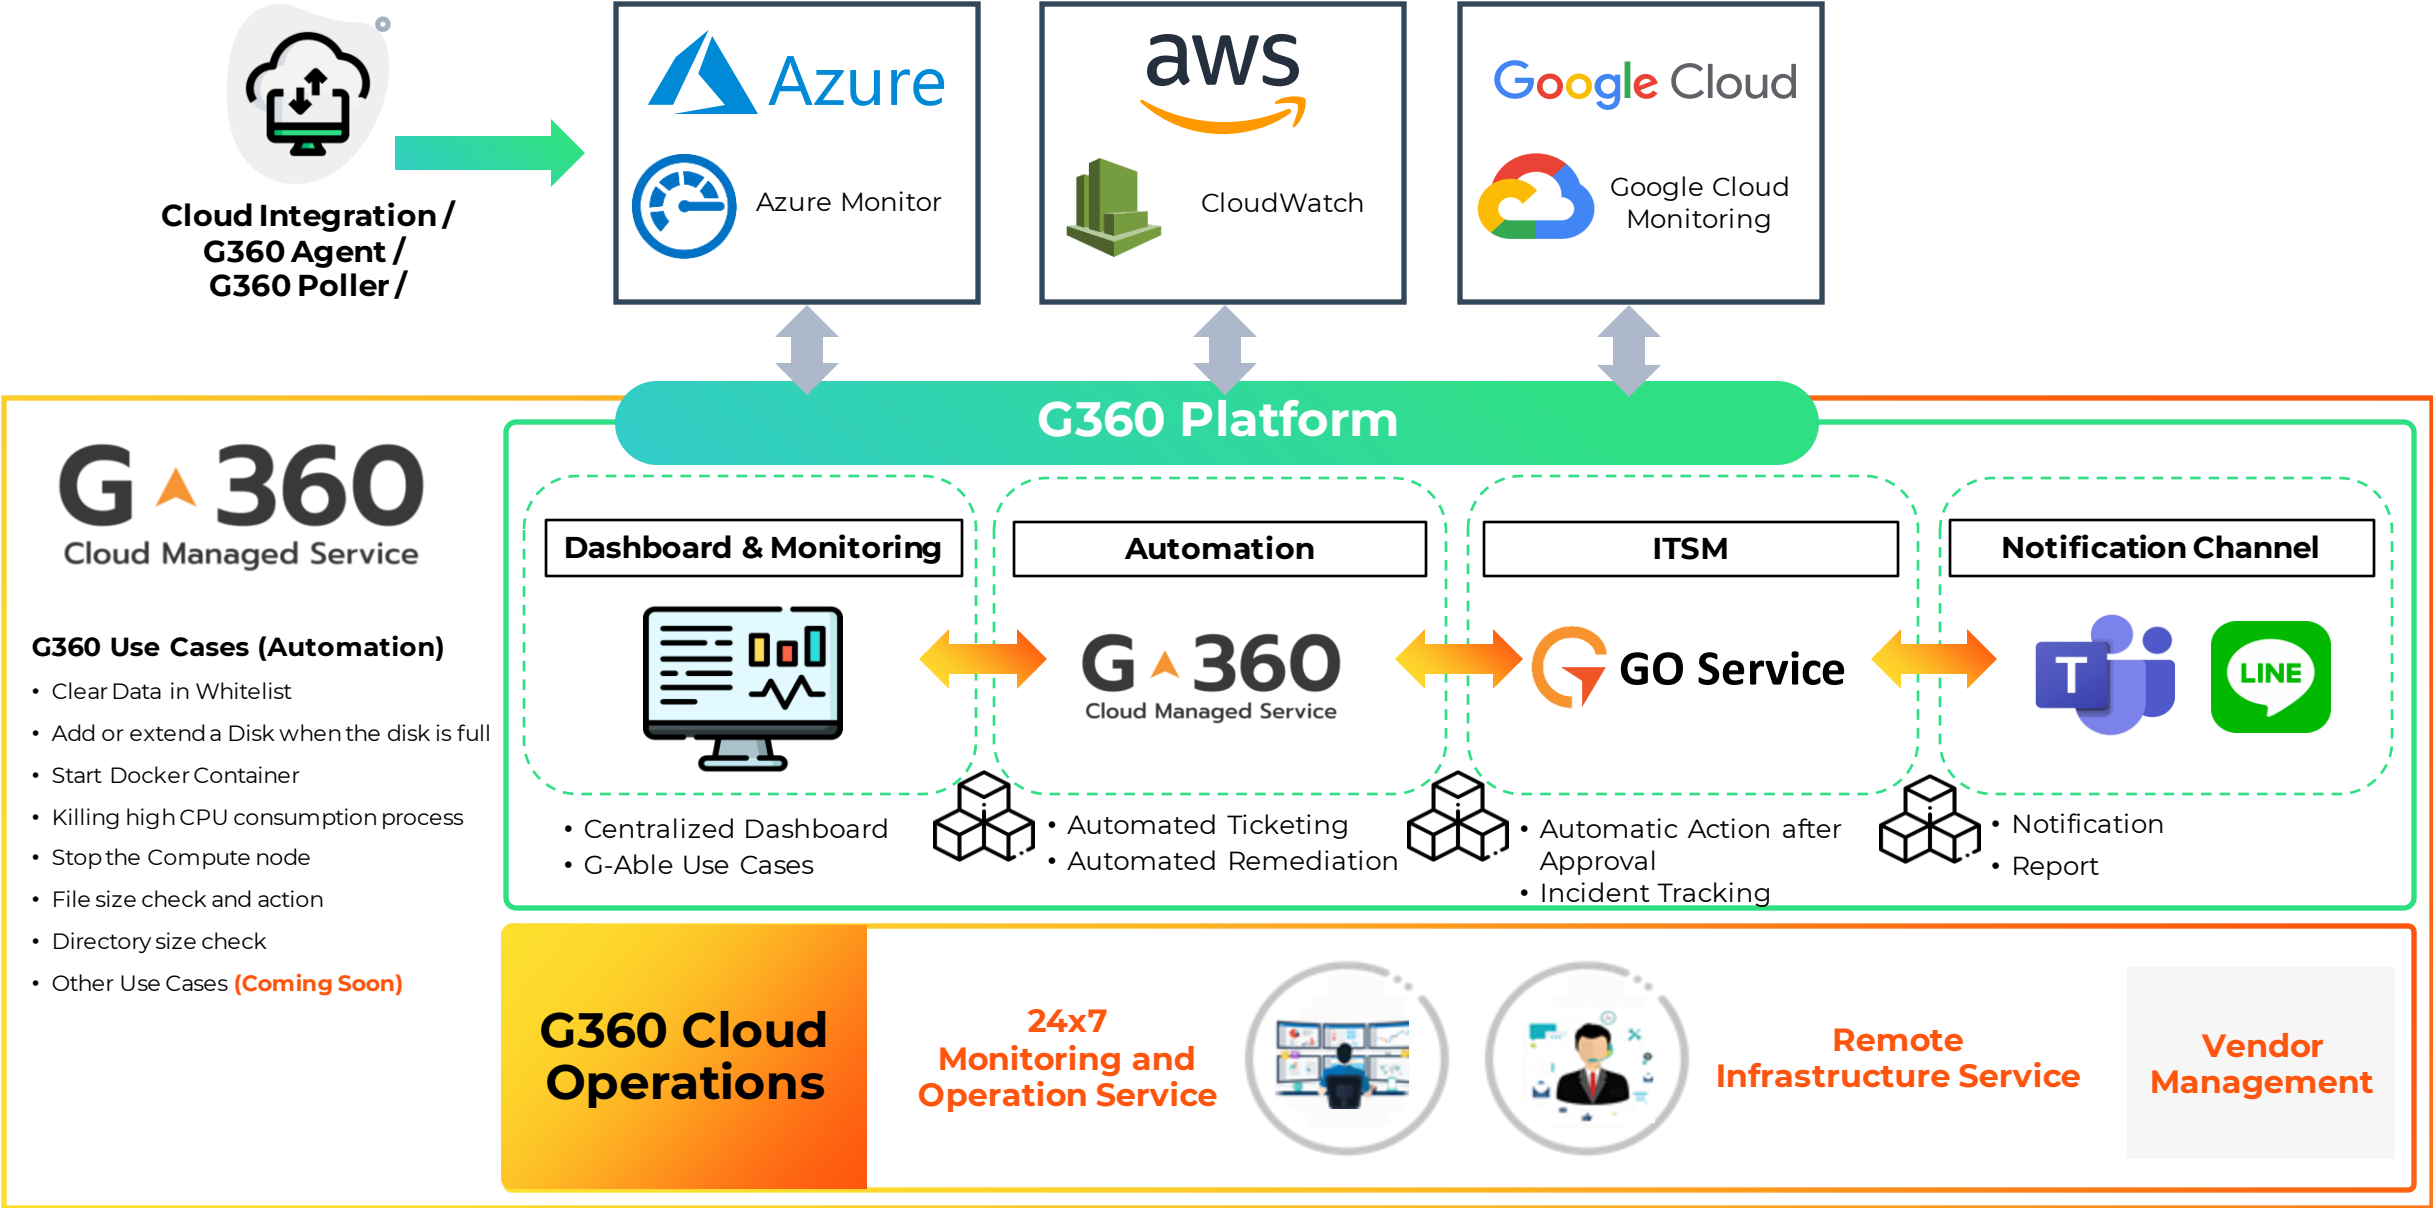 Cloud Integration /
G360 Agent /
G360 Poller /
Azure
Azure Monitor
aws
CloudWatch
Google Cloud
Google Cloud
Monitoring
G360 Platform
G 360
Cloud Managed Service
G360 Use Cases (Automation)
• Clear Data in Whitelist
• Add or extend a Disk when the disk is full
• Start Docker Container
• Killing high CPU consumption process
• Stop the Compute node
• File size check and action
• Directory size check
• Other Use Cases (Coming Soon)
Dashboard & Monitoring
• Centralized Dashboard
• G-Able Use Cases
Automation
G 360
Cloud Managed Service
• Automated Ticketing
• Automated Remediation
ITSM
GO Service
• Automatic Action after
Approval
• Incident Tracking
Notification Channel
T
LINE
• Notification
• Report
G360 Cloud
Operations
24x7
Monitoring and
Operation Service
Remote
Infrastructure Service
Vendor
Management